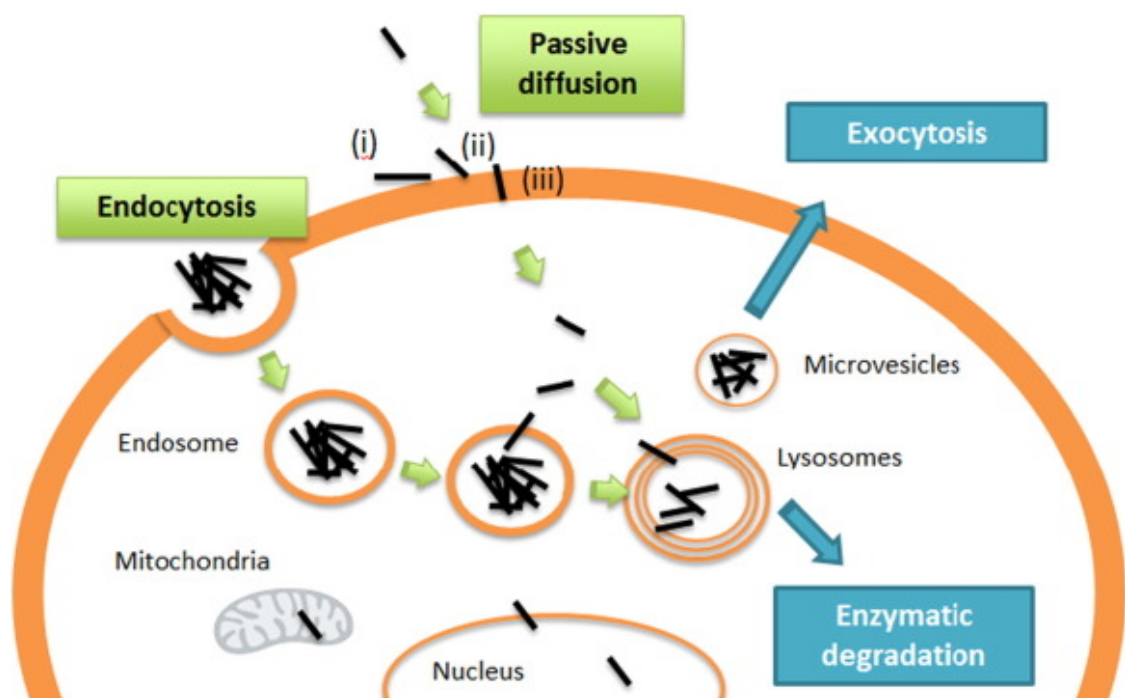 Passive
diffusion
Exocytosis
(i)
(ii)
(iii)
Endocytosis
Microvesicles
Endosome
Lysosomes
Mitochondria
Enzymatic
degradation
Nucleus